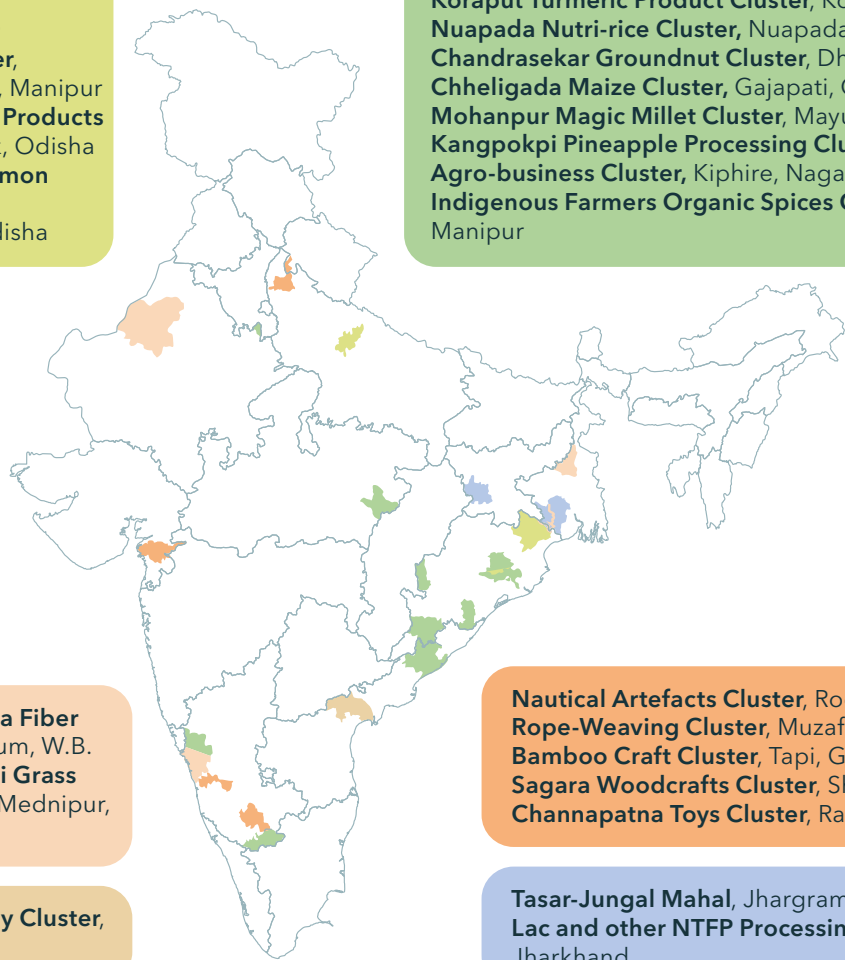 er,
, Manipur
Products
, Odisha
mon
disha
Koraput Turmeric Product Cluster, Ko
Nuapada Nutri-rice Cluster, Nuapada
Chandrasekar Groundnut Cluster, Dh
Chheligada Maize Cluster, Gajapati, O
Mohanpur Magic Millet Cluster, Mayu
Kangpokpi Pineapple Processing Clu
Agro-business Cluster, Kiphire, Naga
Indigenous Farmers Organic Spices C
Manipur
a Fiber
um, W.B.
i Grass
Mednipur,
y Cluster,
Nautical Artefacts Cluster, Ro
Rope-Weaving Cluster, Muzaf
Bamboo Craft Cluster, Tapi, G
Sagara Woodcrafts Cluster, Sh
Channapatna Toys Cluster, Ra
Tasar-Jungal Mahal, Jhargram
Lac and other NTFP Processin
Jharkhand